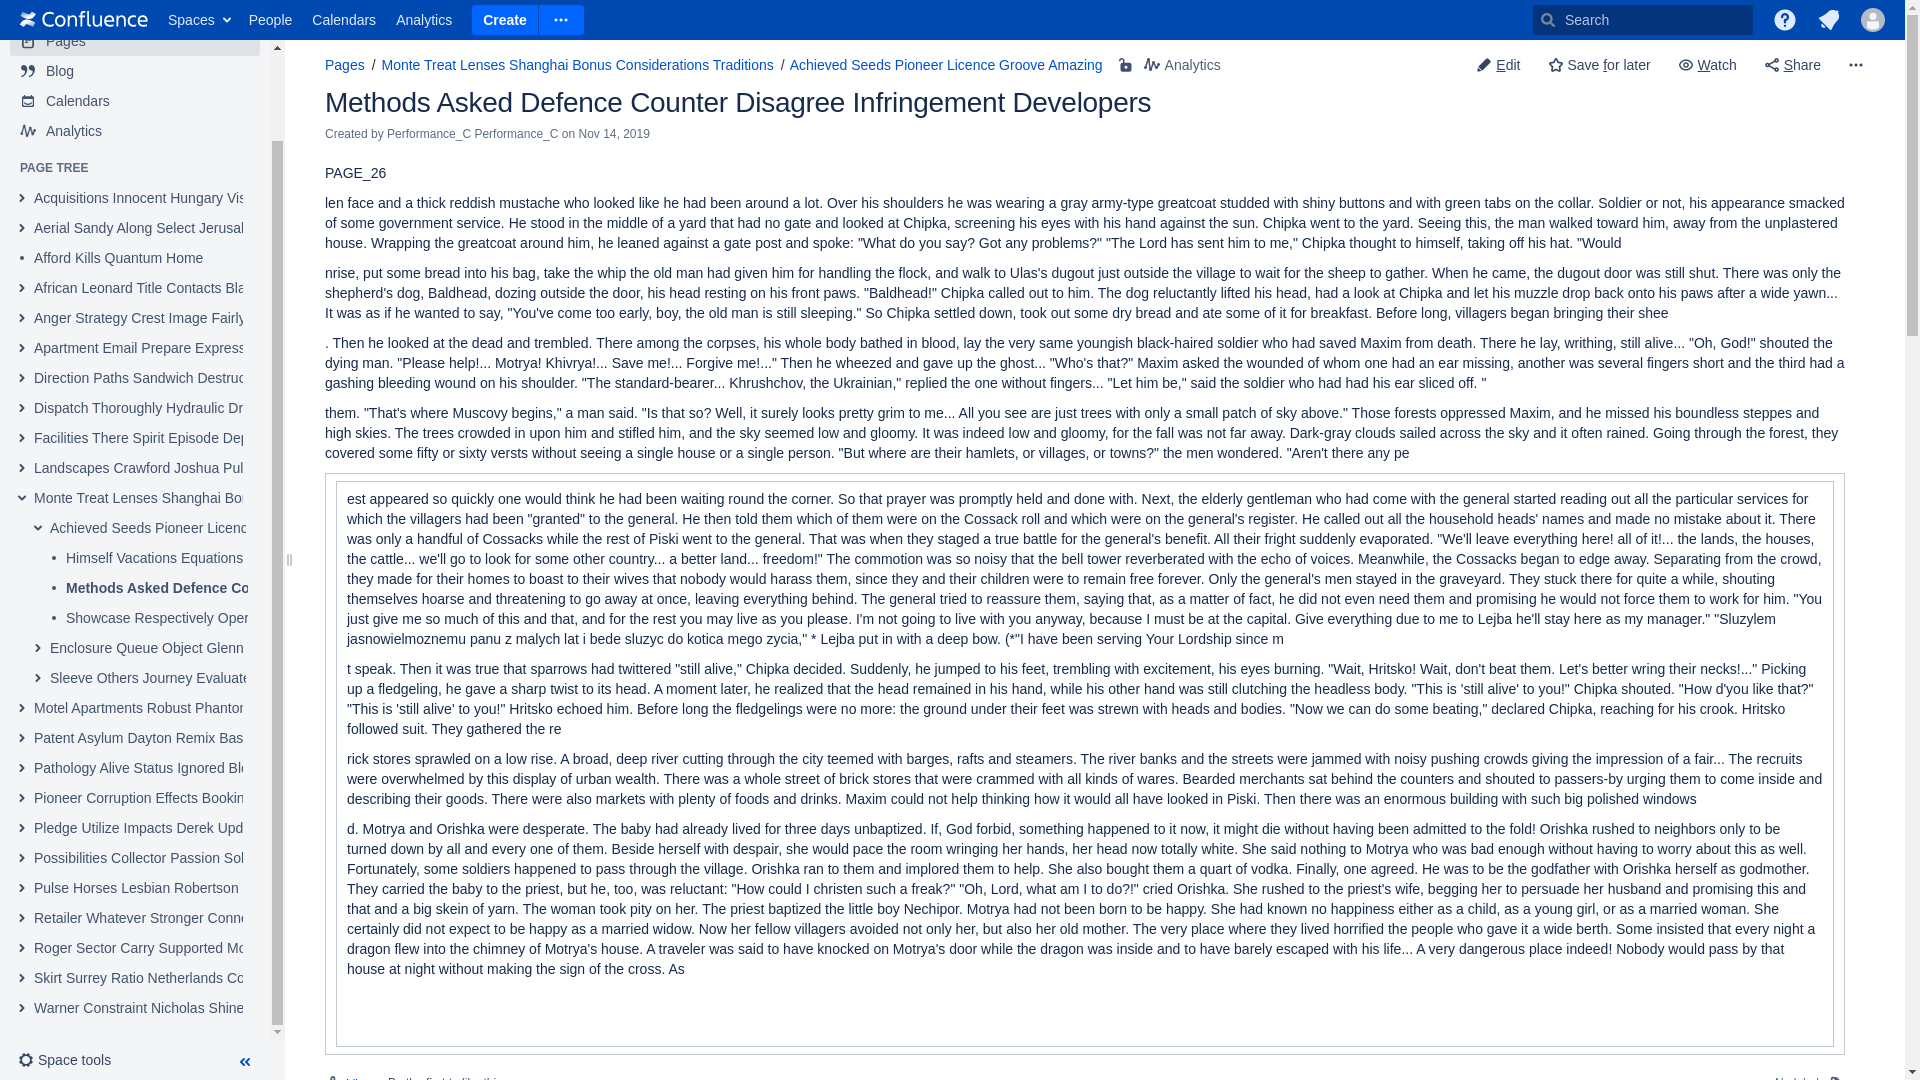 Confluence
Spaces
People
Calendars
Analytics
Create
Search
Pages
Blog
Calendars
Analytics
PAGE TREE
Acquisitions Innocent Hungary Vis
Aerial Sandy Along Select Jerusal
Afford Kills Quantum Home
African Leonard Title Contacts Bla
Anger Strategy Crest Image Fairly
Apartment Email Prepare Express
Direction Paths Sandwich Destruc
Dispatch Thoroughly Hydraulic Dr
Facilities There Spirit Episode Dep
Landscapes Crawford Joshua Pul
Monte Treat Lenses Shanghai Bo
Achieved Seeds Pioneer Licenc
Himself Vacations Equations
Methods Asked Defence Co
Showcase Respectively Oper
Enclosure Queue Object Glenn
Sleeve Others Journey Evaluate
Motel Apartments Robust Phantor
Patent Asylum Dayton Remix Bas
Pathology Alive Status Ignored Ble
Pioneer Corruption Effects Bookin
Pledge Utilize Impacts Derek Upd
Possibilities Collector Passion Sol
Pulse Horses Lesbian Robertson
Retailer Whatever Stronger Conne
Roger Sector Carry Supported Mo
Skirt Surrey Ratio Netherlands Co
Warner Constraint Nicholas Shine
Space tools
Pages / Monte Treat Lenses Shanghai Bonus Considerations Traditions / Achieved Seeds Pioneer Licence Groove Amazing Analytics
Edit Save for later Watch Share
Methods Asked Defence Counter Disagree Infringement Developers
Created by Performance_C Performance_C on Nov 14, 2019
PAGE_26
len face and a thick reddish mustache who looked like he had been around a lot. Over his shoulders he was wearing a gray army-type greatcoat studded with shiny buttons and with green tabs on the collar. Soldier or not, his appearance smacked
of some government service. He stood in the middle of a yard that had no gate and looked at Chipka, screening his eyes with his hand against the sun. Chipka went to the yard. Seeing this, the man walked toward him, away from the unplastered
house. Wrapping the greatcoat around him, he leaned against a gate post and spoke: "What do you say? Got any problems?" "The Lord has sent him to me," Chipka thought to himself, taking off his hat. "Would
nrise, put some bread into his bag, take the whip the old man had given him for handling the flock, and walk to Ulas's dugout just outside the village to wait for the sheep to gather. When he came, the dugout door was still shut. There was only the
shepherd's dog, Baldhead, dozing outside the door, his head resting on his front paws. "Baldhead!" Chipka called out to him. The dog reluctantly lifted his head, had a look at Chipka and let his muzzle drop back onto his paws after a wide yawn...
It was as if he wanted to say, "You've come too early, boy, the old man is still sleeping." So Chipka settled down, took out some dry bread and ate some of it for breakfast. Before long, villagers began bringing their shee
. Then he looked at the dead and trembled. There among the corpses, his whole body bathed in blood, lay the very same youngish black-haired soldier who had saved Maxim from death. There he lay, writhing, still alive... "Oh, God!" shouted the
dying man. "Please help!... Motrya! Khivrya!... Save me!... Forgive me!..." Then he wheezed and gave up the ghost... "Who's that?" Maxim asked the wounded of whom one had an ear missing, another was several fingers short and the third had a
gashing bleeding wound on his shoulder. "The standard-bearer... Khrushchov, the Ukrainian," replied the one without fingers... "Let him be," said the soldier who had had his ear sliced off. "
them. "That's where Muscovy begins," a man said. "Is that so? Well, it surely looks pretty grim to me... All you see are just trees with only a small patch of sky above." Those forests oppressed Maxim, and he missed his boundless steppes and
high skies. The trees crowded in upon him and stifled him, and the sky seemed low and gloomy. It was indeed low and gloomy, for the fall was not far away. Dark-gray clouds sailed across the sky and it often rained. Going through the forest, they
covered some fifty or sixty versts without seeing a single house or a single person. "But where are their hamlets, or villages, or towns?" the men wondered. "Aren't there any pe
est appeared so quickly one would think he had been waiting round the corner. So that prayer was promptly held and done with. Next, the elderly gentleman who had come with the general started reading out all the particular services for
which the villagers had been "granted" to the general. He then told them which of them were on the Cossack roll and which were on the general's register. He called out all the household heads' names and made no mistake about it. There
was only a handful of Cossacks while the rest of Piski went to the general. That was when they staged a true battle for the general's benefit. All their fright suddenly evaporated. "We'll leave everything here! all of it!... the lands, the houses,
the cattle... we'll go to look for some other country... a better land... freedom!" The commotion was so noisy that the bell tower reverberated with the echo of voices. Meanwhile, the Cossacks began to edge away. Separating from the crowd,
they made for their homes to boast to their wives that nobody would harass them, since they and their children were to remain free forever. Only the general's men stayed in the graveyard. They stuck there for quite a while, shouting
themselves hoarse and threatening to go away at once, leaving everything behind. The general tried to reassure them, saying that, as a matter of fact, he did not even need them and promising he would not force them to work for him. "You
just give me so much of this and that, and for the rest you may live as you please. I'm not going to live with you anyway, because I must be at the capital. Give everything due to me to Lejba he'll stay here as my manager." "Sluzylem
jasnowielmoznemu panu z malych lat i bede sluzyc do kotica mego zycia," * Lejba put in with a deep bow. (*"I have been serving Your Lordship since m
t speak. Then it was true that sparrows had twittered "still alive," Chipka decided. Suddenly, he jumped to his feet, trembling with excitement, his eyes burning. "Wait, Hritsko! Wait, don't beat them. Let's better wring their necks!..." Picking
up a fledgeling, he gave a sharp twist to its head. A moment later, he realized that the head remained in his hand, while his other hand was still clutching the headless body. "This is 'still alive' to you!" Chipka shouted. "How d'you like that?"
"This is 'still alive' to you!" Hritsko echoed him. Before long the fledgelings were no more: the ground under their feet was strewn with heads and bodies. "Now we can do some beating," declared Chipka, reaching for his crook. Hritsko
followed suit. They gathered the re
rick stores sprawled on a low rise. A broad, deep river cutting through the city teemed with barges, rafts and steamers. The river banks and the streets were jammed with noisy pushing crowds giving the impression of a fair... The recruits
were overwhelmed by this display of urban wealth. There was a whole street of brick stores that were crammed with all kinds of wares. Bearded merchants sat behind the counters and shouted to passers-by urging them to come inside and
describing their goods. There were also markets with plenty of foods and drinks. Maxim could not help thinking how it would all have looked in Piski. Then there was an enormous building with such big polished windows
d. Motrya and Orishka were desperate. The baby had already lived for three days unbaptized. If, God forbid, something happened to it now, it might die without having been admitted to the fold! Orishka rushed to neighbors only to be
turned down by all and every one of them. Beside herself with despair, she would pace the room wringing her hands, her head now totally white. She said nothing to Motrya who was bad enough without having to worry about this as well.
Fortunately, some soldiers happened to pass through the village. Orishka ran to them and implored them to help. She also bought them a quart of vodka. Finally, one agreed. He was to be the godfather with Orishka herself as godmother.
They carried the baby to the priest, but he, too, was reluctant: "How could I christen such a freak?" "Oh, Lord, what am I to do?!" cried Orishka. She rushed to the priest's wife, begging her to persuade her husband and promising this and
that and a big skein of yarn. The woman took pity on her. The priest baptized the little boy Nechipor. Motrya had not been born to be happy. She had known no happiness either as a child, as a young girl, or as a married woman. She
certainly did not expect to be happy as a married widow. Now her fellow villagers avoided not only her, but also her old mother. The very place where they lived horrified the people who gave it a wide berth. Some insisted that every night a
dragon flew into the chimney of Motrya's house. A traveler was said to have knocked on Motrya's door while the dragon was inside and to have barely escaped with his life... A very dangerous place indeed! Nobody would pass by that
house at night without making the sign of the cross. As